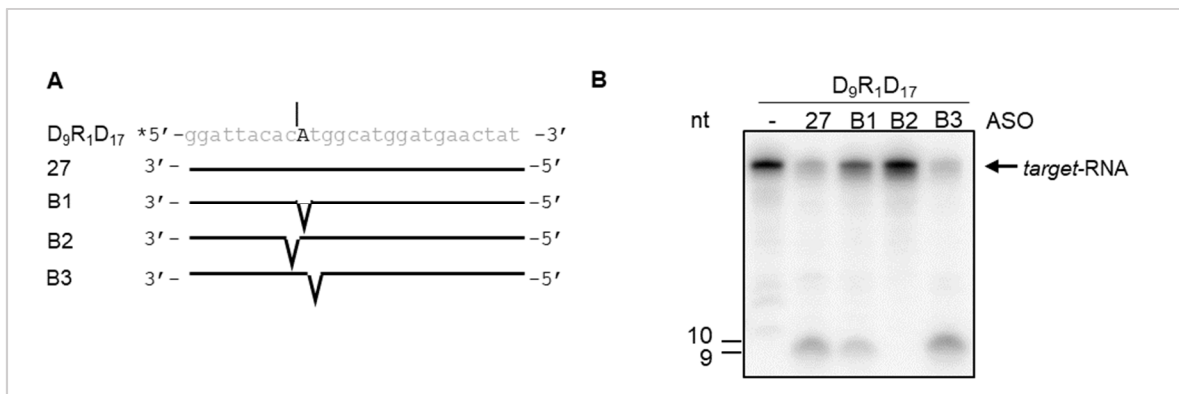 A
D₉R₁D₁₇ *5′-ggattacacAtggcatggatgaactat -3′
27 3′- -5′
B1 3′- -5′
B2 3′- -5′
B3 3′- -5′
B
D₉R₁D₁₇
nt - 27 B1 B2 B3 ASO
target-RNA
10
9